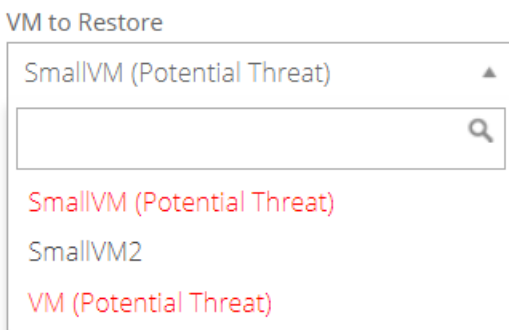 VM to Restore
SmallVM (Potential Threat)
SmallVM (Potential Threat)
SmallVM2
VM (Potential Threat)